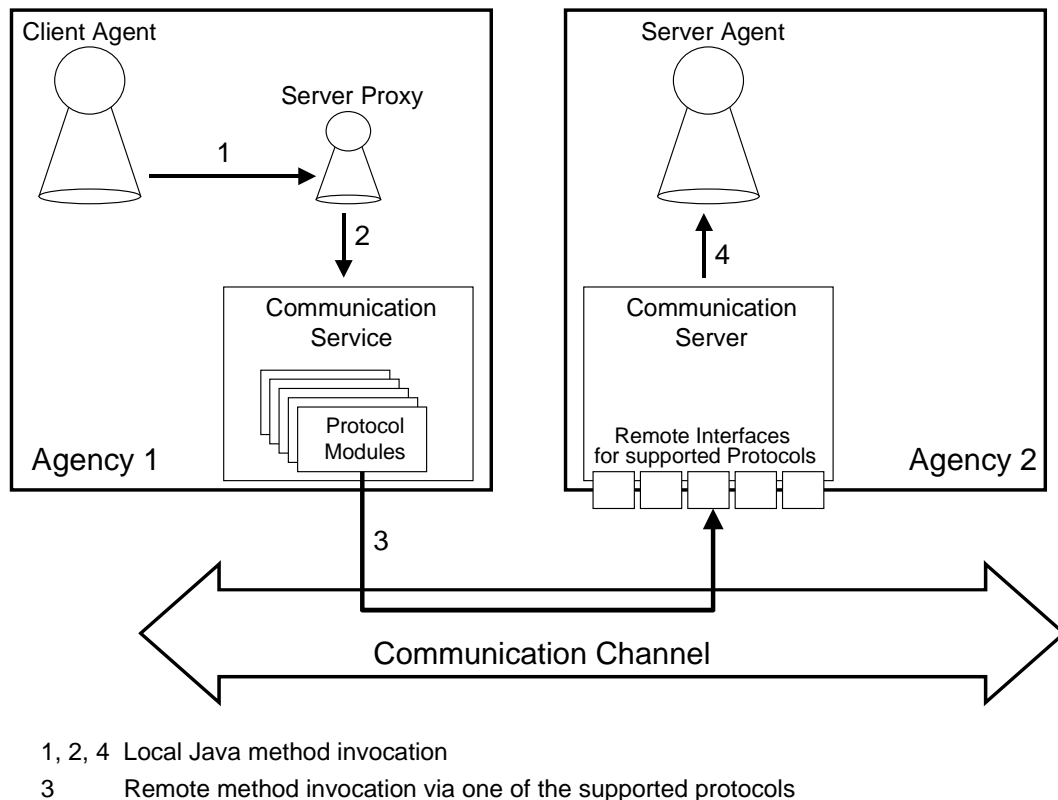 Client Agent
Server Proxy
1
2
Communication
Service
Protocol
Modules
Agency 1
Server Agent
4
Communication
Server
Remote Interfaces
for supported Protocols
Agency 2
3
Communication Channel
1, 2, 4 Local Java method invocation
3 Remote method invocation via one of the supported protocols